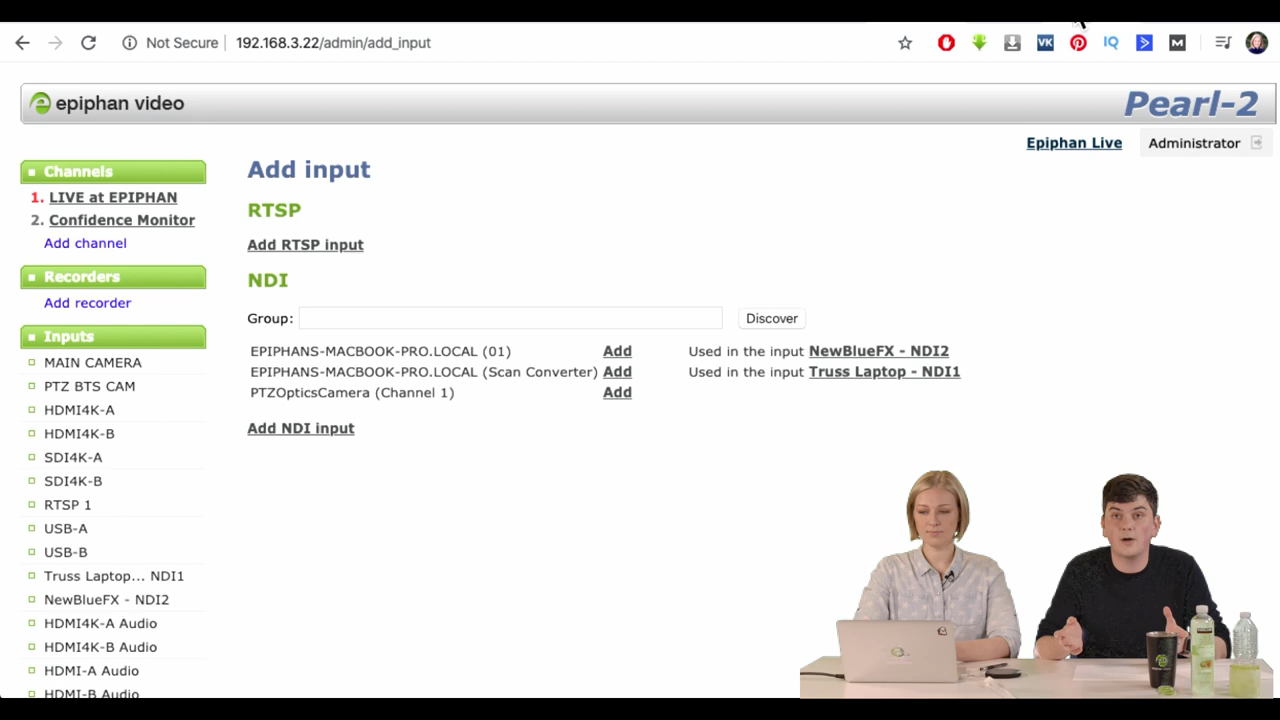 Not Secure | 192.168.3.22/admin/add_input
VK
IQ
M
epiphan video
Pearl-2
Epiphan Live
Administrator
Channels
1. LIVE at EPIPHAN
2. Confidence Monitor
Add channel
Recorders
Add recorder
Inputs
MAIN CAMERA
PTZ BTS CAM
HDMI4K-A
HDMI4K-B
SDI4K-A
SDI4K-B
RTSP 1
USB-A
USB-B
Truss Laptop... NDI1
NewBlueFX - NDI2
HDMI4K-A Audio
HDMI4K-B Audio
HDMI-A Audio
HDMI-B Audio
Add input
RTSP
Add RTSP input
NDI
Group:
Discover
EPIPHANS-MACBOOK-PRO.LOCAL (01) Add Used in the input NewBlueFX - NDI2
EPIPHANS-MACBOOK-PRO.LOCAL (Scan Converter) Add Used in the input Truss Laptop - NDI1
PTZOpticsCamera (Channel 1) Add
Add NDI input